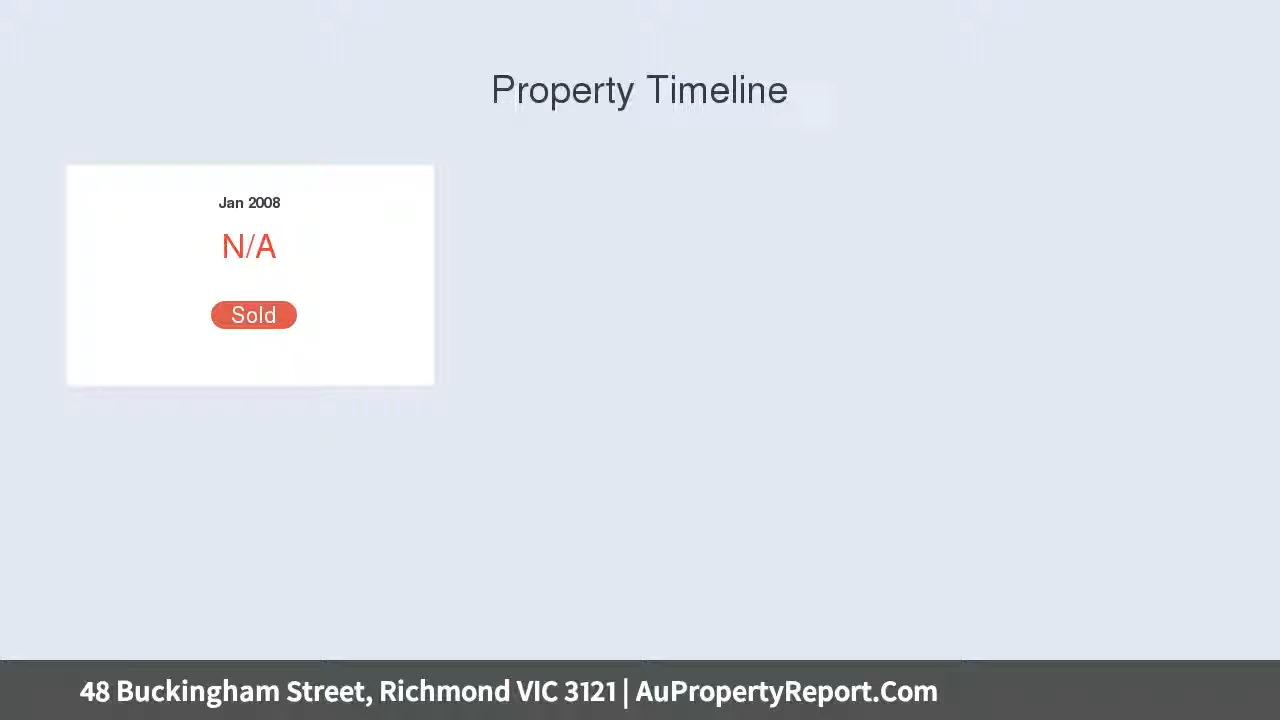 Property Timeline
Jan 2008
N/A
Sold
48 Buckingham Street, Richmond VIC 3121 | AuPropertyReport.Com